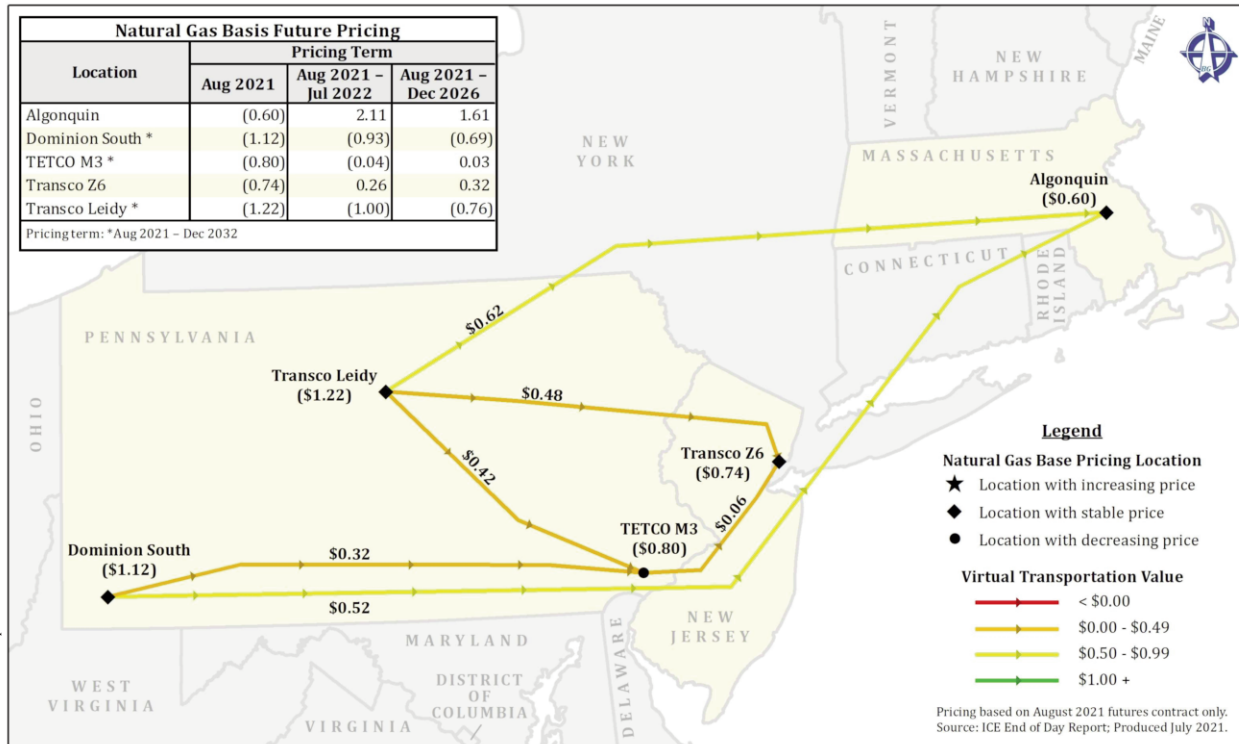 Natural Gas Basis Future Pricing
Location
Pricing Term
Aug 2021
Aug 2021 – Jul 2022
Aug 2021 – Dec 2026
Algonquin (0.60) 2.11 1.61
Dominion South * (1.12) (0.93) (0.69)
TETCO M3 * (0.80) (0.04) 0.03
Transco Z6 (0.74) 0.26 0.32
Transco Leidy * (1.22) (1.00) (0.76)
Pricing term: *Aug 2021 – Dec 2032
MAINE
VERMONT
NEW
HAMPSHIRE
NEW
YORK
MASSACHUSETTS
Algonquin
($0.60)
CONNECTICUT
RHODE
ISLAND
PENNSYLVANIA
OHIO
$0.62
Transco Leidy
($1.22)
$0.48
$0.42
Transco Z6
($0.74)
$0.06
TETCO M3
($0.80)
Dominion South
($1.12)
$0.32
$0.52
NEW
JERSEY
MARYLAND
DELAWARE
WEST
VIRGINIA
DISTRICT
OF
COLUMBIA
VIRGINIA
Legend
Natural Gas Base Pricing Location
Location with increasing price
Location with stable price
Location with decreasing price
Virtual Transportation Value
< $0.00
$0.00 - $0.49
$0.50 - $0.99
$1.00 +
Pricing based on August 2021 futures contract only.
Source: ICE End of Day Report; Produced July 2021.